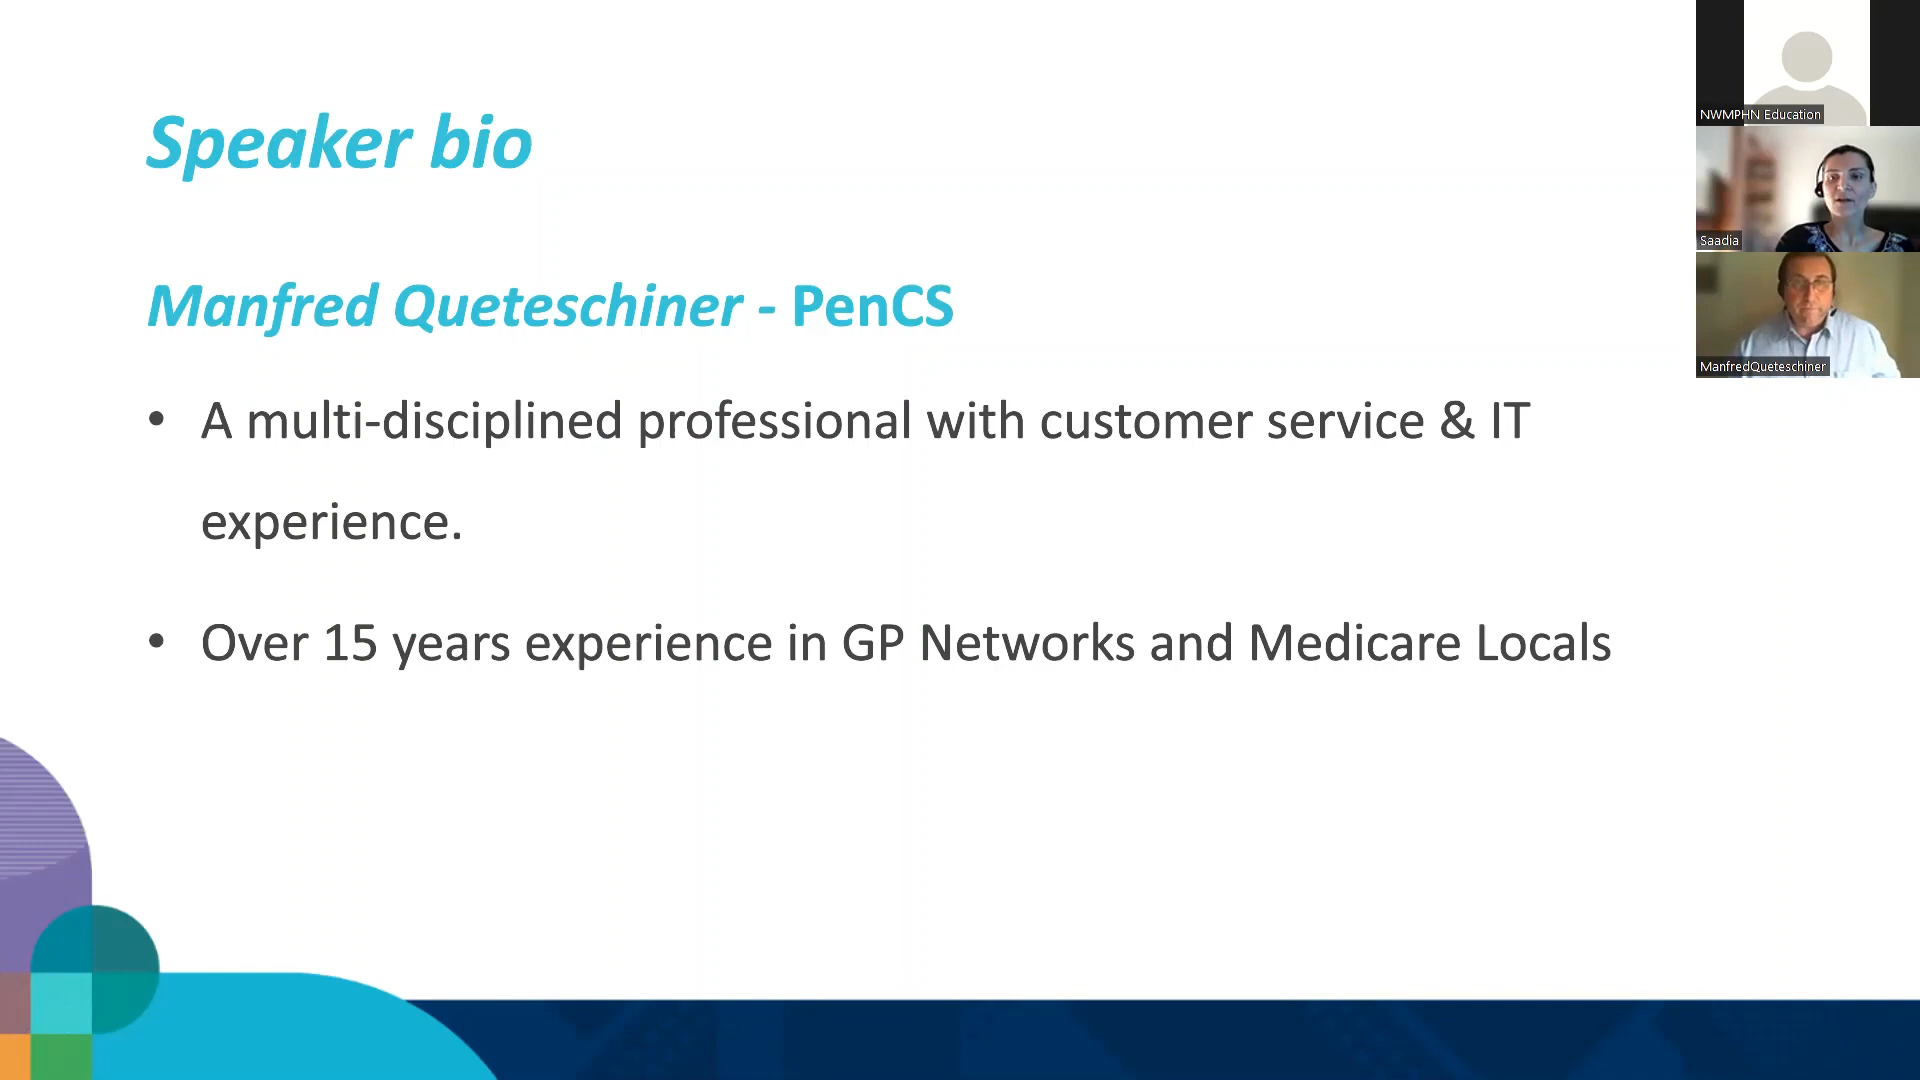 Speaker bio
Manfred Queteschiner - PenCS
• A multi-disciplined professional with customer service & IT
experience.
• Over 15 years experience in GP Networks and Medicare Locals
NWMPHN Education
Saadia
ManfredQueteschiner